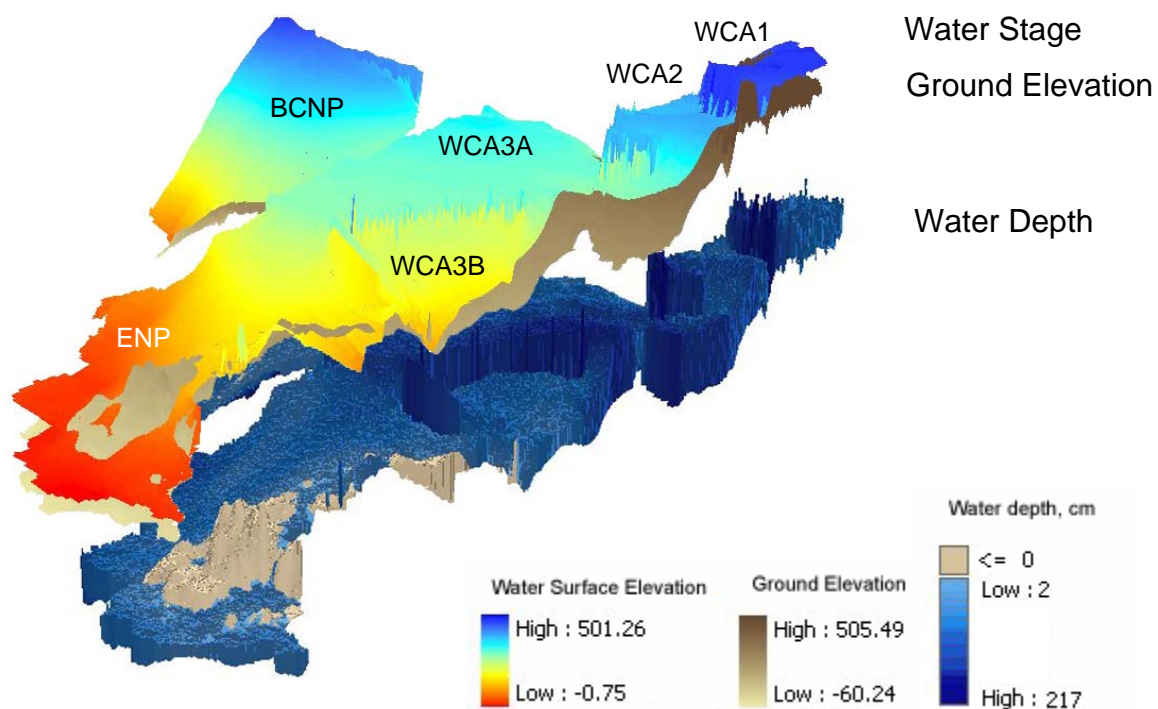 WCA1
Water Stage
WCA2
Ground Elevation
BCNP
WCA3A
Water Depth
WCA3B
ENP
Water depth, cm
<= 0
Low : 2
High : 217
Water Surface Elevation
High : 501.26
Low : -0.75
Ground Elevation
High : 505.49
Low : -60.24